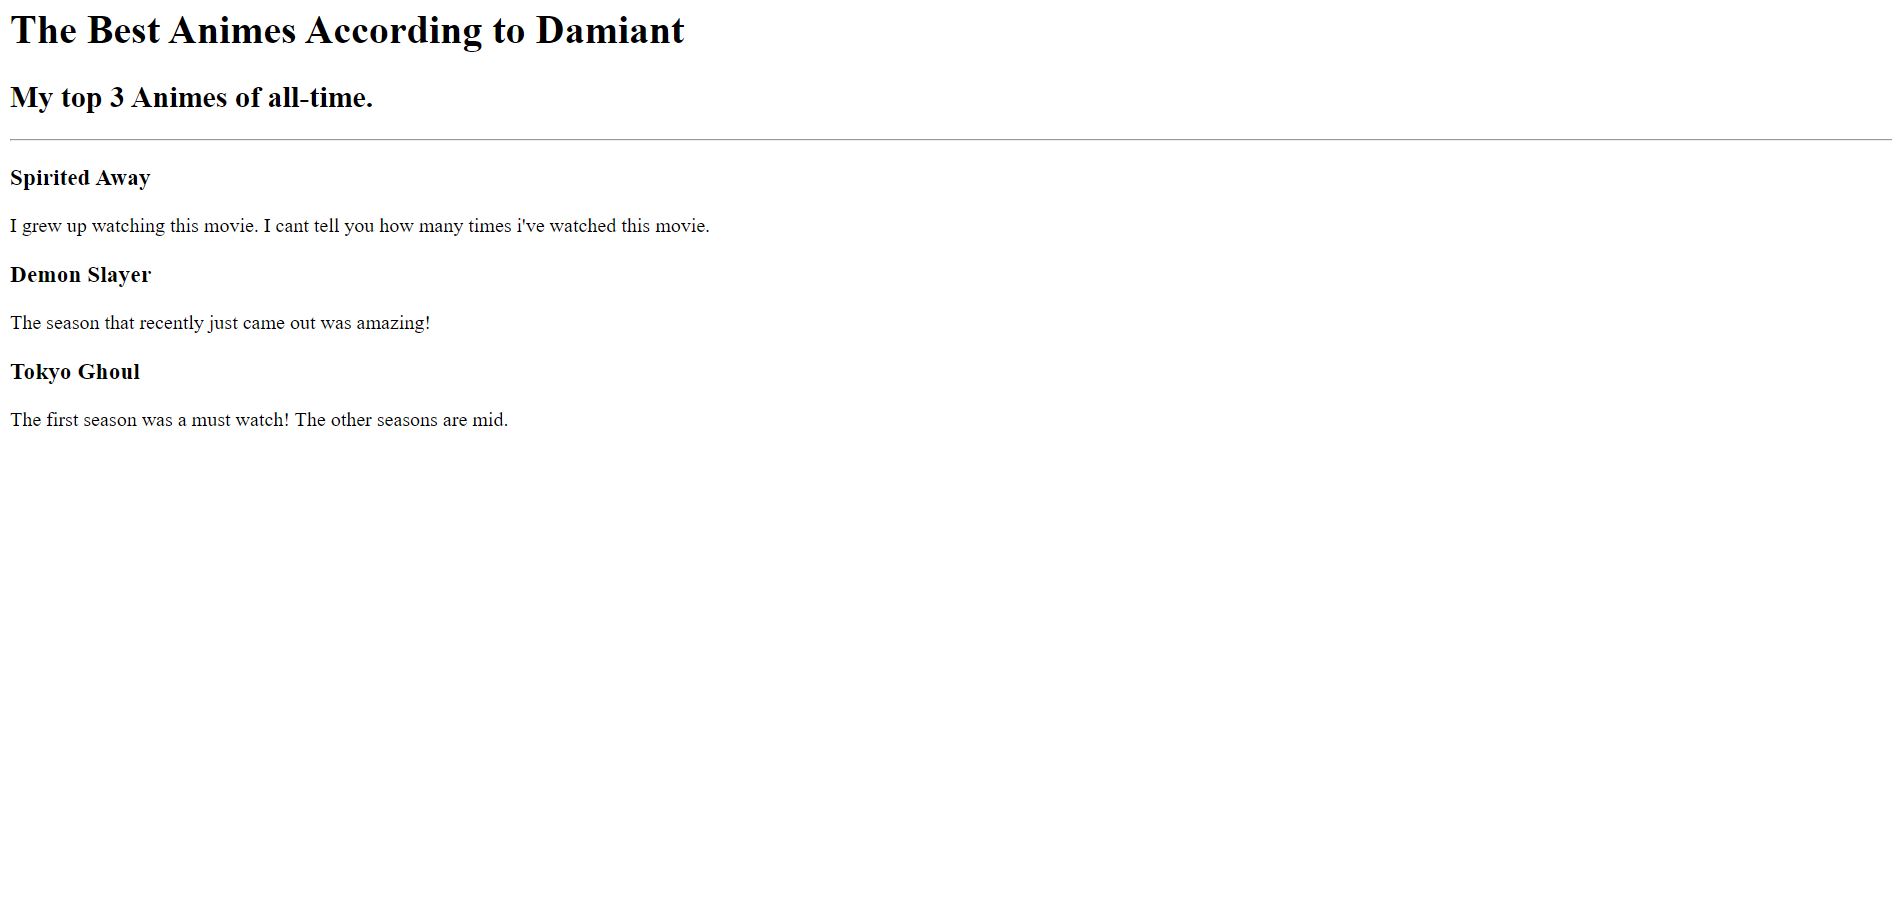 The Best Animes According to Damiant
My top 3 Animes of all-time.
Spirited Away
I grew up watching this movie. I cant tell you how many times i've watched this movie.
Demon Slayer
The season that recently just came out was amazing!
Tokyo Ghoul
The first season was a must watch! The other seasons are mid.